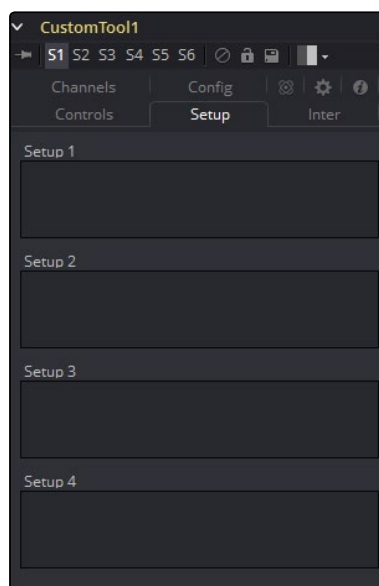 CustomTool1
S1 S2 S3 S4 S5 S6
Channels Config
Controls Setup Inter
Setup 1
Setup 2
Setup 3
Setup 4